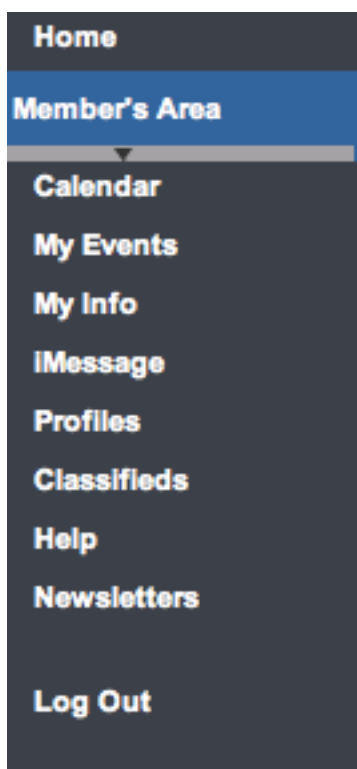 Home
Member's Area
Calendar
My Events
My Info
iMessage
Profiles
Classifieds
Help
Newsletters
Log Out